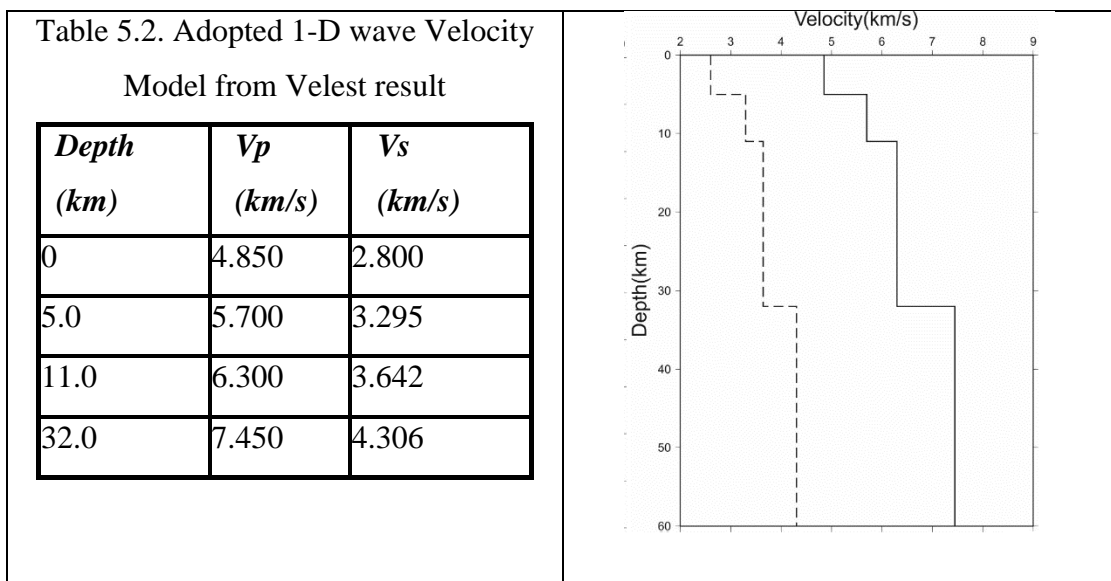 Table 5.2. Adopted 1-D wave Velocity
Model from Velest result
Depth (km) Vp (km/s) Vs (km/s)
0 4.850 2.800
5.0 5.700 3.295
11.0 6.300 3.642
32.0 7.450 4.306
Velocity(km/s)
2 3 4 5 6 7 8 9
Depth(km)
0
10
20
30
40
50
60